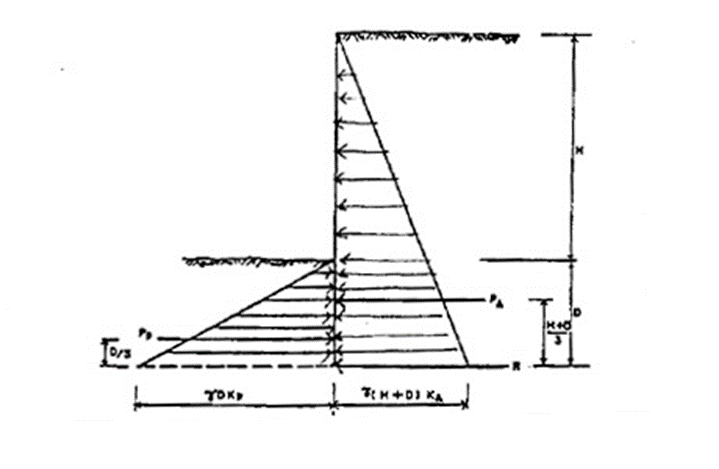 H
P_A
D
H+D
3
P_P
D/3
R
γDK_P
γ(H+D)K_A